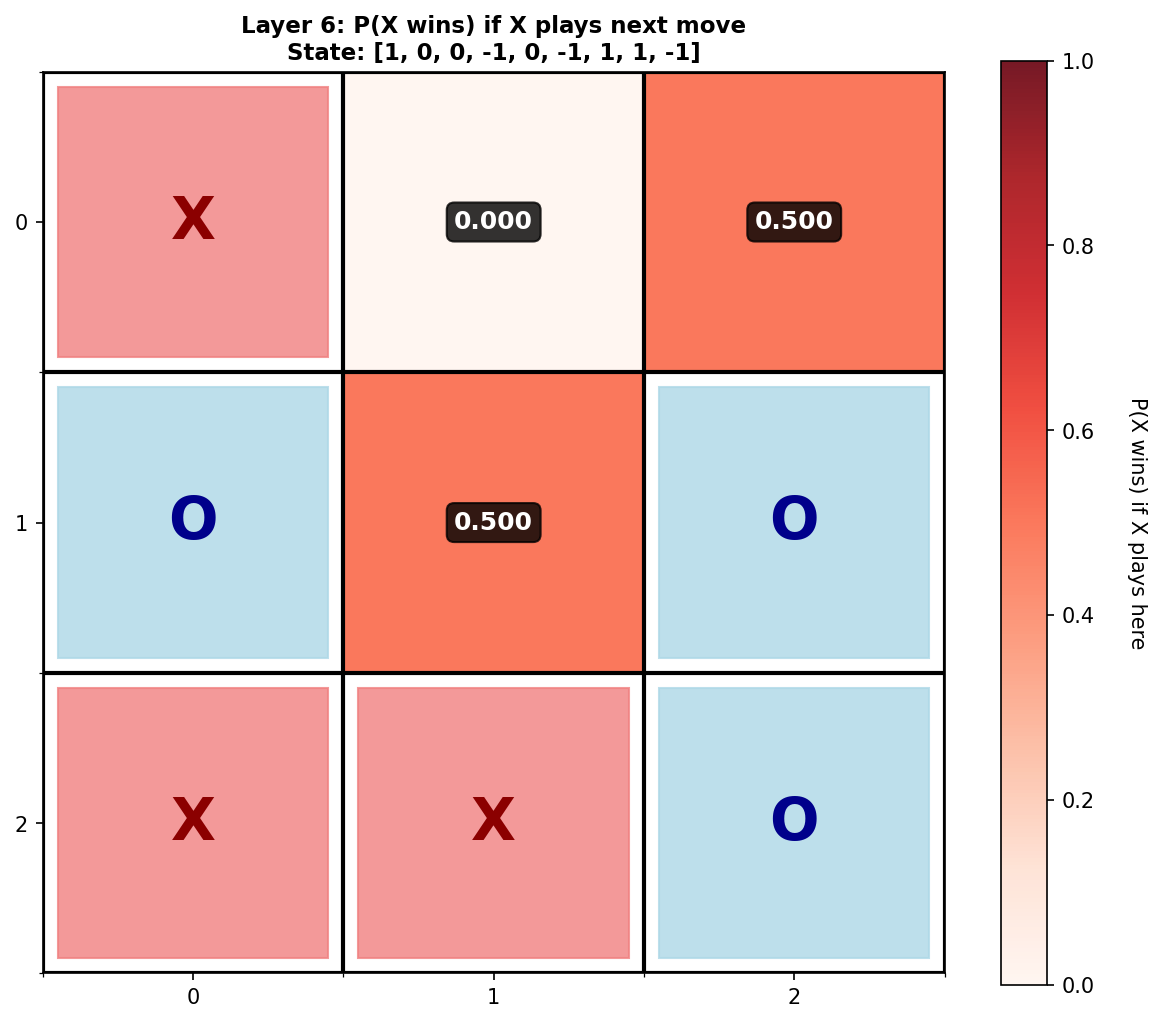 Layer 6: P(X wins) if X plays next move
State: [1, 0, 0, -1, 0, -1, 1, 1, -1]
0
X
0.000
0.500
1
O
0.500
O
2
X
X
O
0
1
2
1.0
0.8
0.6
0.4
0.2
0.0
P(X wins) if X plays here